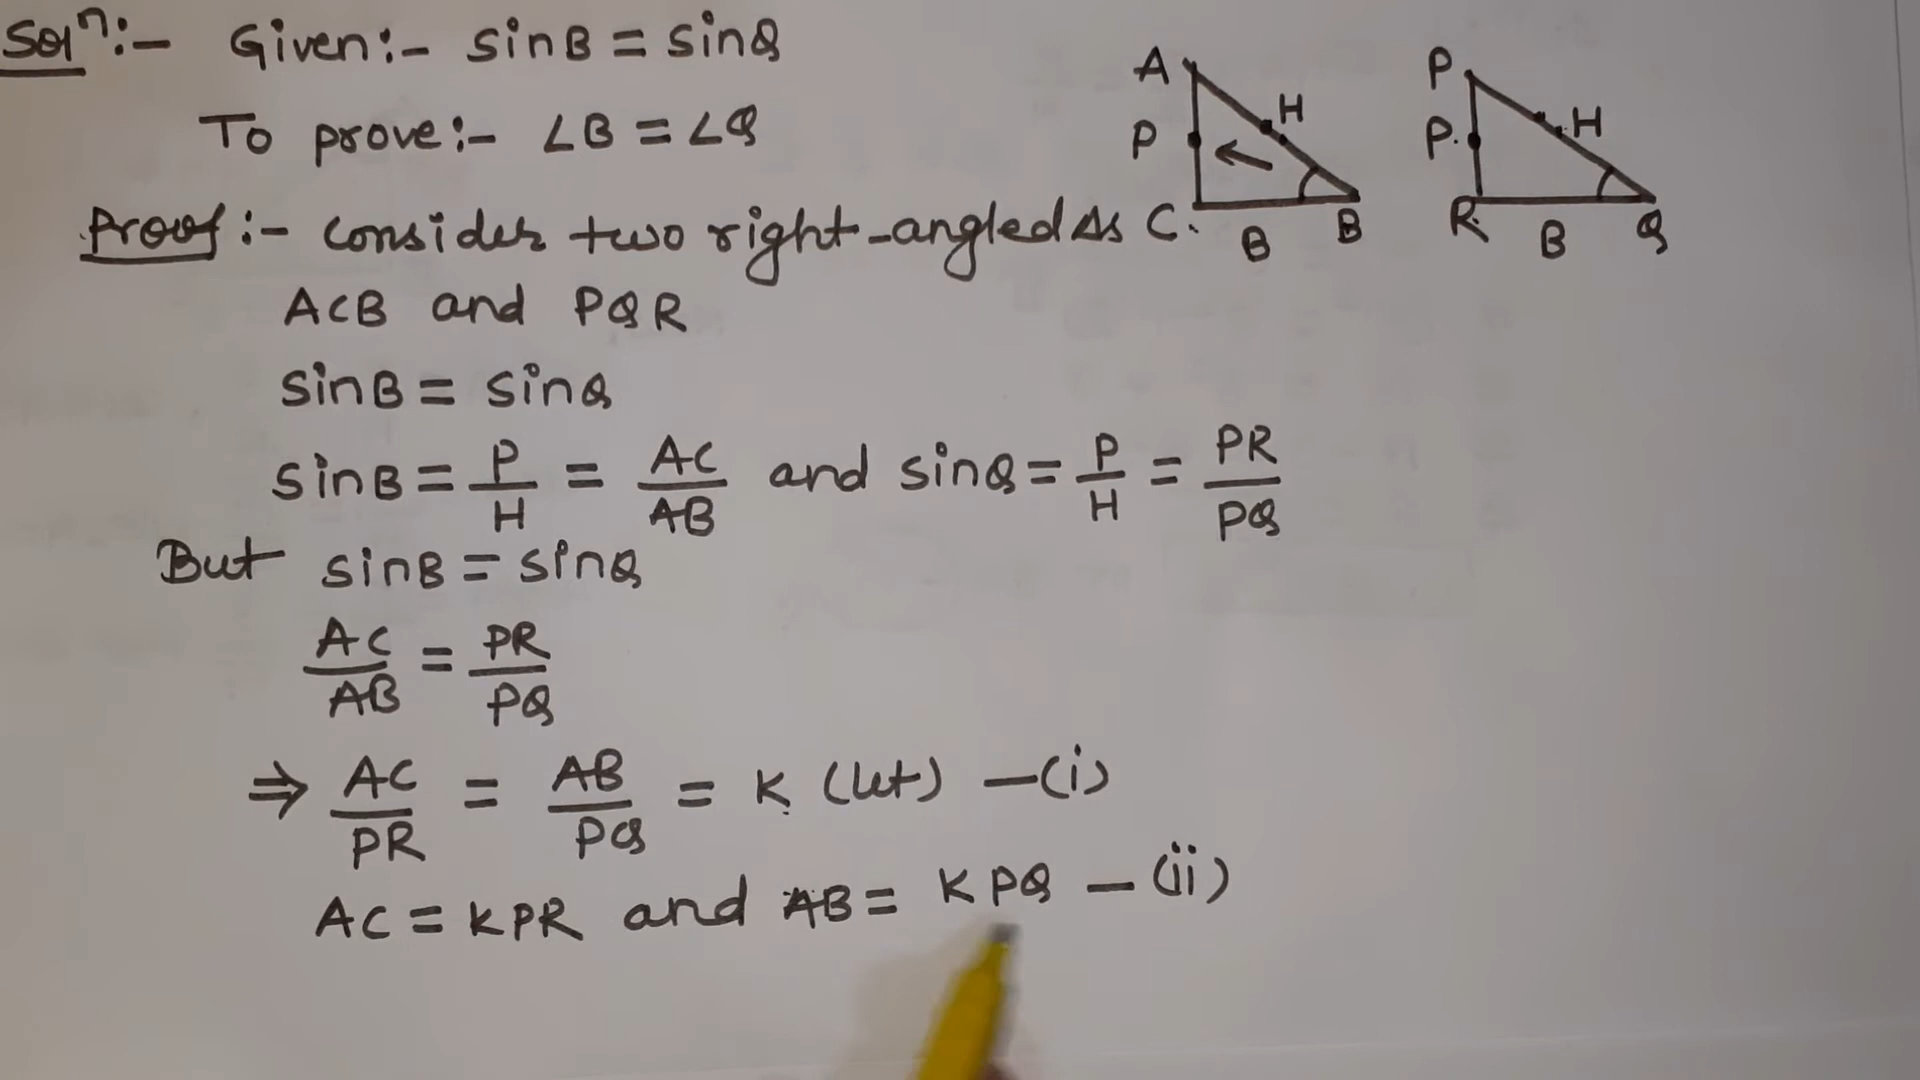 Solⁿ:- Given:- sinB = sinQ
To prove:- ∠B = ∠Q
Proof:- Consider two right-angled Δs
ACB and PQR
sinB = sinQ
sinB = P/H = AC/AB and sinQ = P/H = PR/PQ
But sinB = sinQ
AC/AB = PR/PQ
⇒ AC/PR = AB/PQ = K (let) -(i)
AC = KPR and AB = KPQ -(ii)
A
H
P
C
B
B
P
H
P
R
B
Q